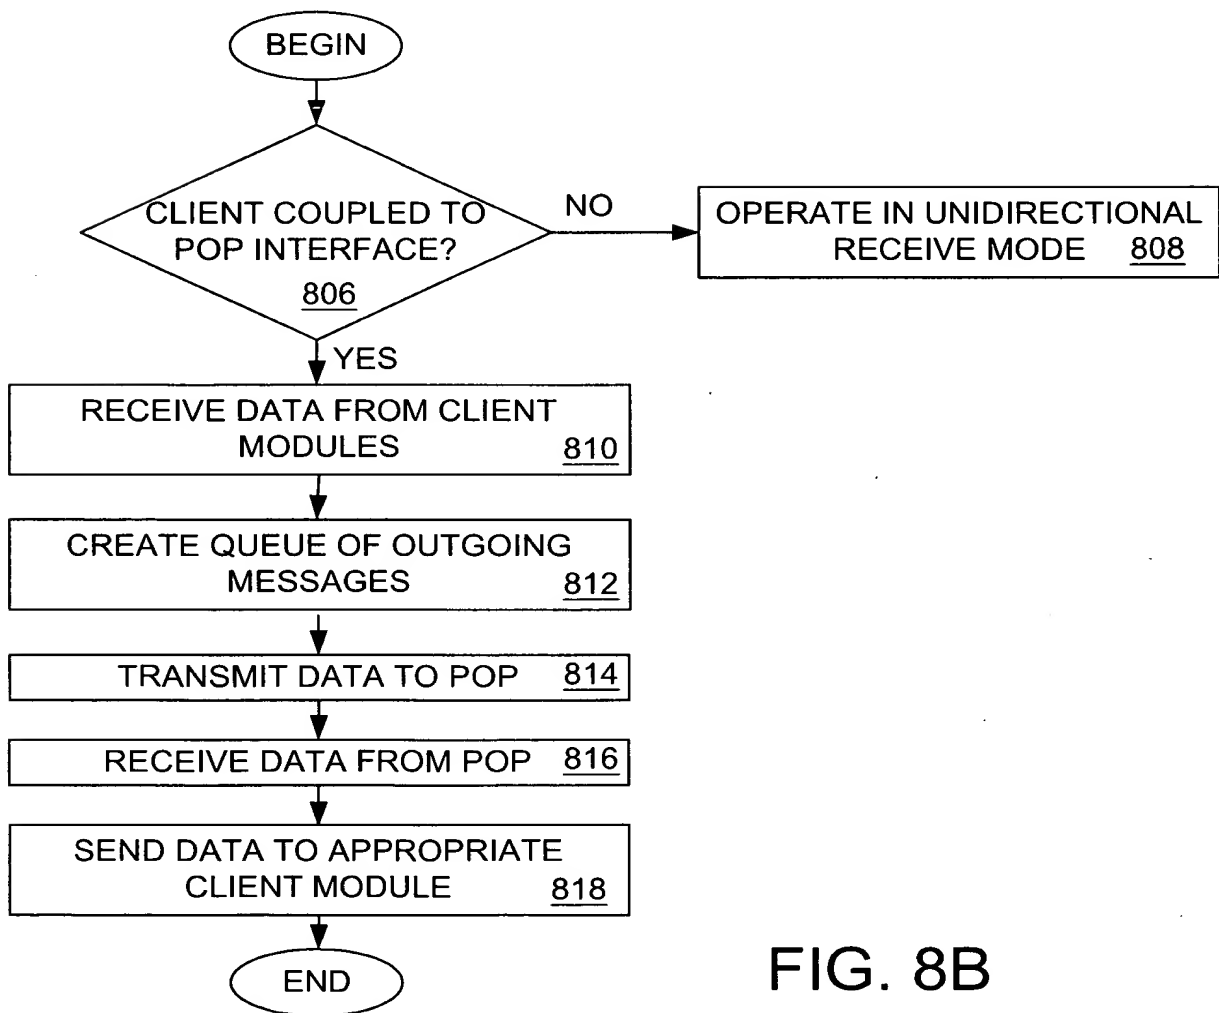 BEGIN
CLIENT COUPLED TO
POP INTERFACE?
806
NO
OPERATE IN UNIDIRECTIONAL
RECEIVE MODE 808
YES
RECEIVE DATA FROM CLIENT
MODULES 810
CREATE QUEUE OF OUTGOING
MESSAGES 812
TRANSMIT DATA TO POP 814
RECEIVE DATA FROM POP 816
SEND DATA TO APPROPRIATE
CLIENT MODULE 818
END
FIG. 8B